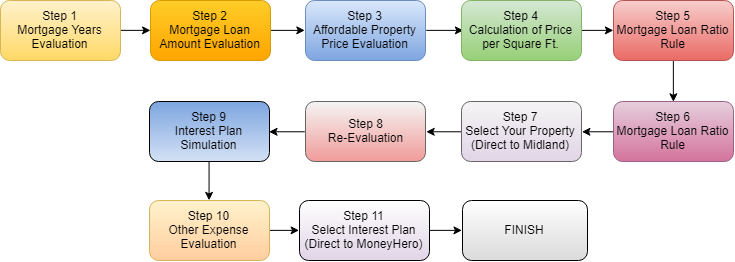 Step 1
Mortgage Years
Evaluation
Step 2
Mortgage Loan
Amount Evaluation
Step 3
Affordable Property
Price Evaluation
Step 4
Calculation of Price
per Square Ft.
Step 5
Mortgage Loan Ratio
Rule
Step 6
Mortgage Loan Ratio
Rule
Step 7
Select Your Property
(Direct to Midland)
Step 8
Re-Evaluation
Step 9
Interest Plan
Simulation
Step 10
Other Expense
Evaluation
Step 11
Select Interest Plan
(Direct to MoneyHero)
FINISH